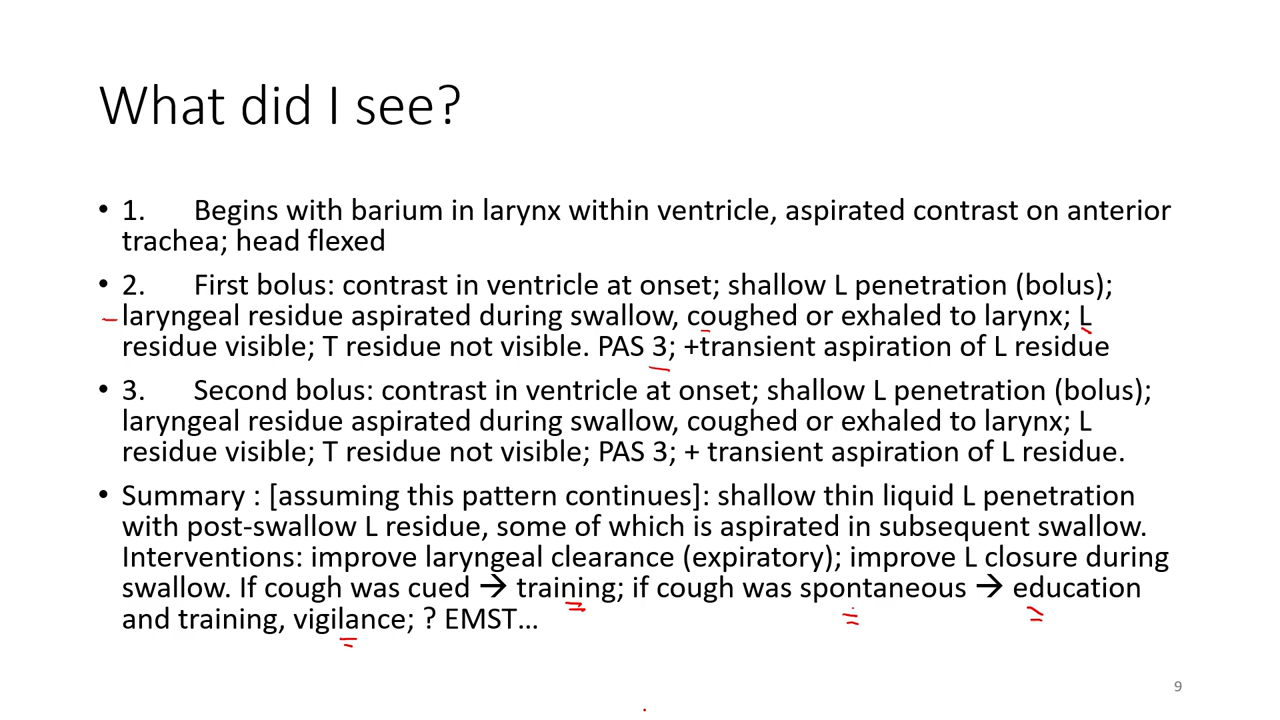 What did I see?
• 1. Begins with barium in larynx within ventricle, aspirated contrast on anterior
trachea; head flexed
• 2. First bolus: contrast in ventricle at onset; shallow L penetration (bolus);
laryngeal residue aspirated during swallow, coughed or exhaled to larynx; L
residue visible; T residue not visible. PAS 3; +transient aspiration of L residue
• 3. Second bolus: contrast in ventricle at onset; shallow L penetration (bolus);
laryngeal residue aspirated during swallow, coughed or exhaled to larynx; L
residue visible; T residue not visible; PAS 3; + transient aspiration of L residue.
• Summary : [assuming this pattern continues]: shallow thin liquid L penetration
with post-swallow L residue, some of which is aspirated in subsequent swallow.
Interventions: improve laryngeal clearance (expiratory); improve L closure during
swallow. If cough was cued → training; if cough was spontaneous → education
and training, vigilance; ? EMST...
9